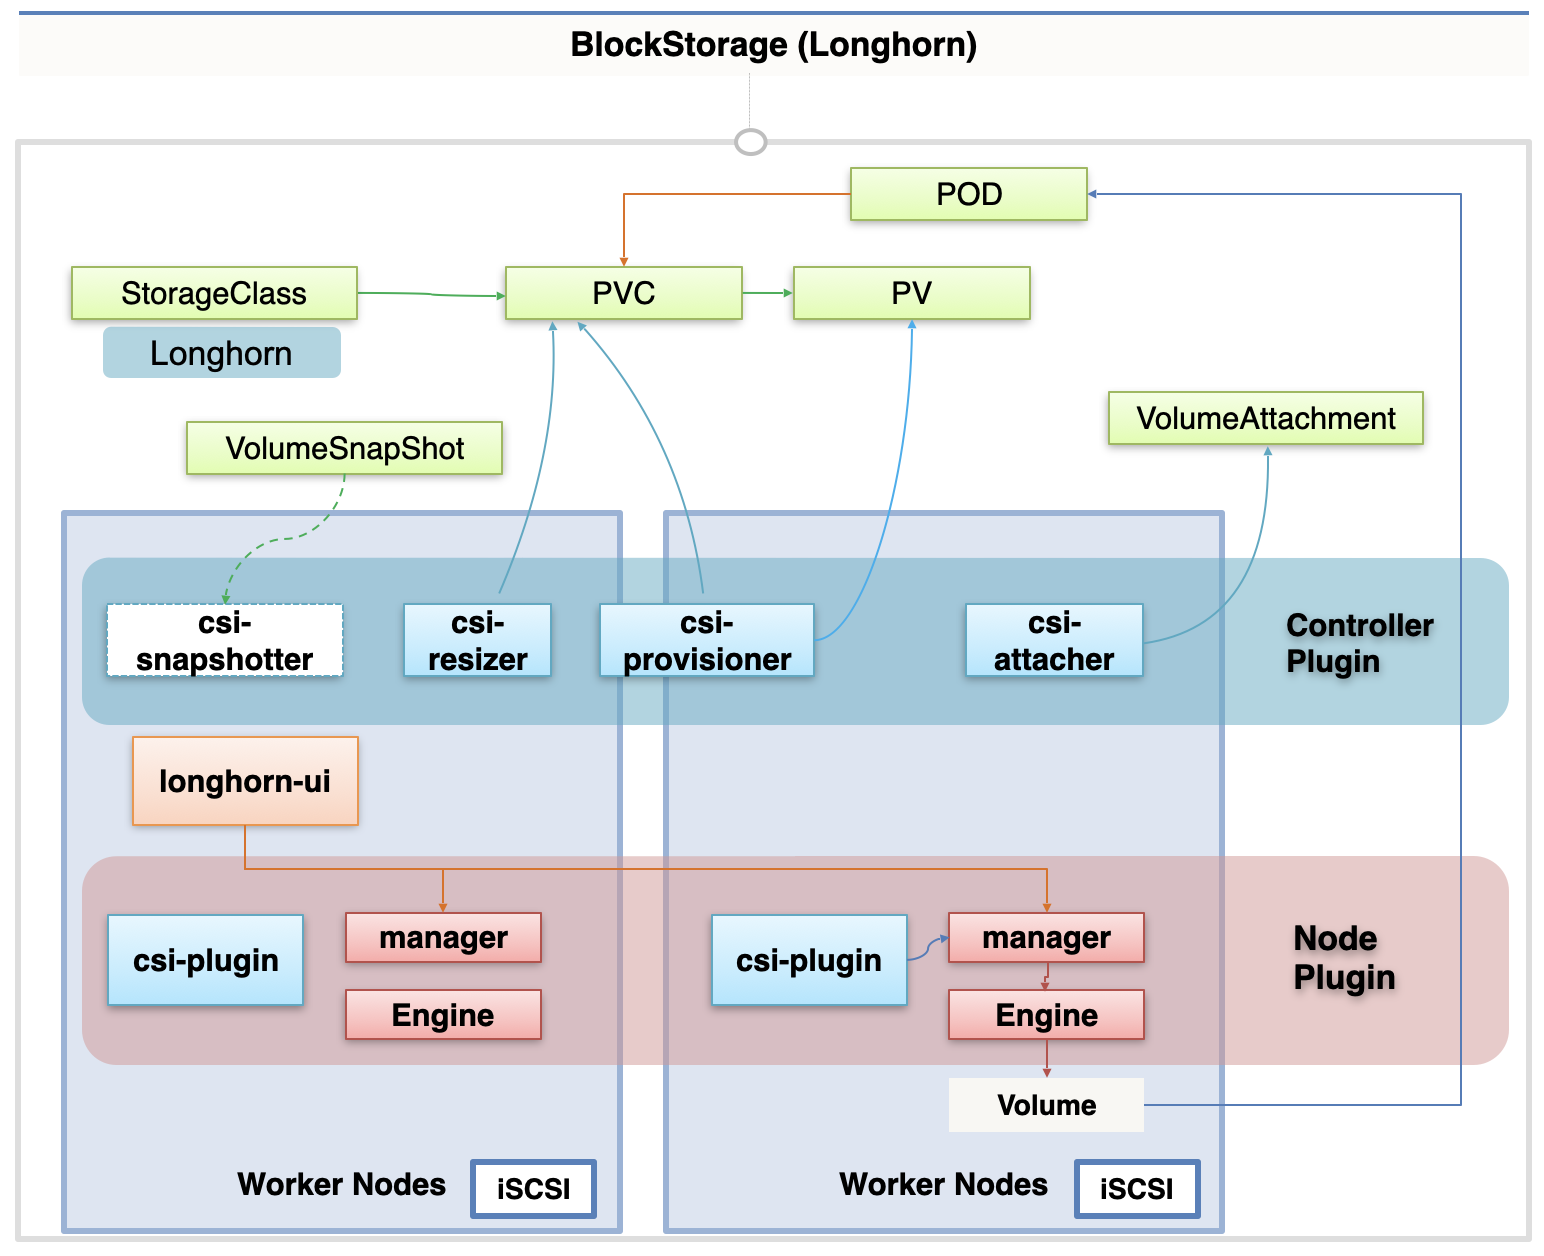 BlockStorage (Longhorn)
POD
StorageClass
PVC
PV
Longhorn
VolumeAttachment
VolumeSnapShot
csi-
snapshotter
csi-
resizer
csi-
provisioner
csi-
attacher
Controller
Plugin
longhorn-ui
csi-plugin
manager
Engine
csi-plugin
manager
Engine
Node
Plugin
Volume
Worker Nodes
iSCSI
Worker Nodes
iSCSI